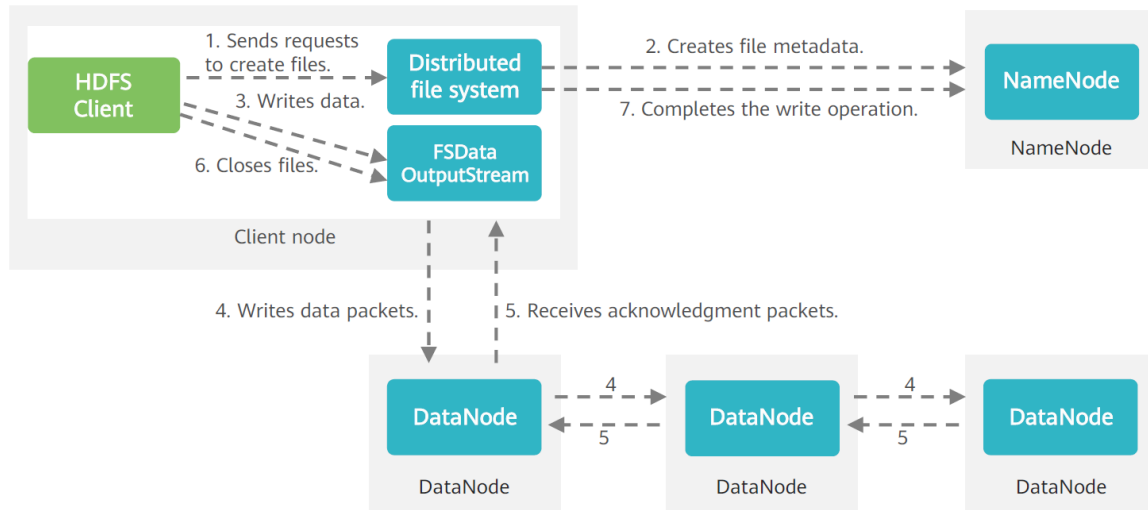 HDFS
Client
1. Sends requests
to create files.
3. Writes data.
6. Closes files.
Distributed
file system
FSData
OutputStream
Client node
2. Creates file metadata.
7. Completes the write operation.
NameNode
NameNode
4. Writes data packets.
5. Receives acknowledgment packets.
DataNode
DataNode
4
5
DataNode
DataNode
4
5
DataNode
DataNode